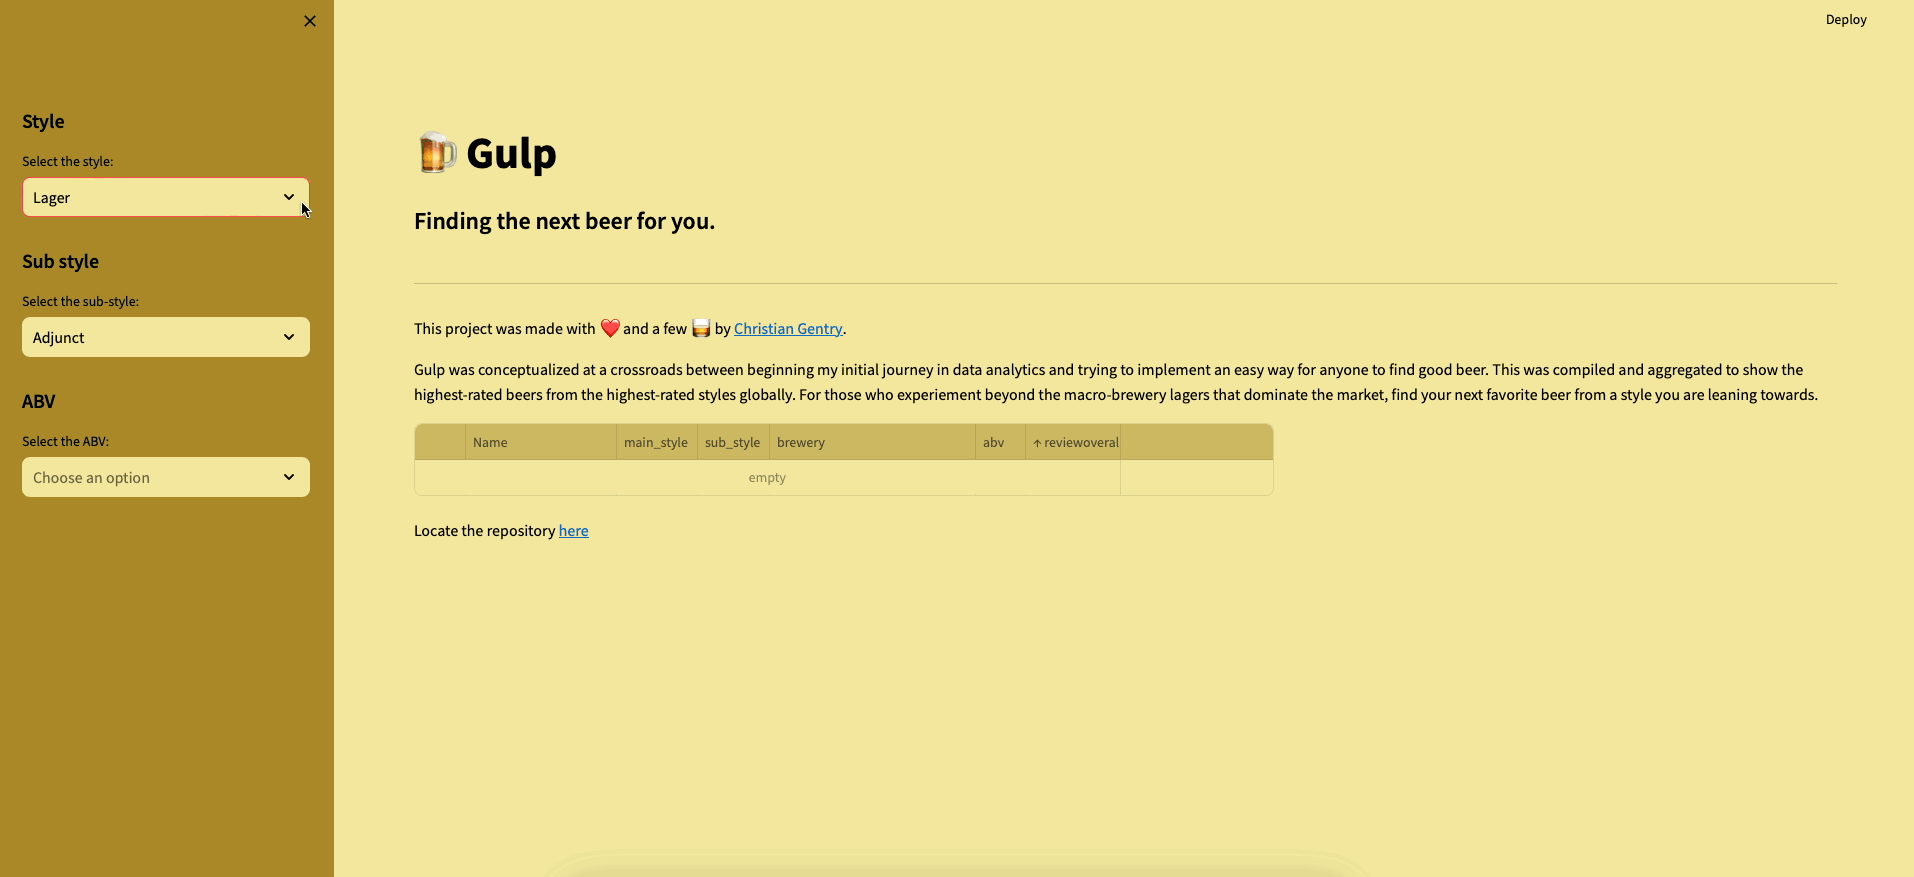 Deploy
Style
Select the style:
Lager
Sub style
Select the sub-style:
Adjunct
ABV
Select the ABV:
Choose an option
Gulp
Finding the next beer for you.
This project was made with ❤️ and a few 🥃 by Christian Gentry.
Gulp was conceptualized at a crossroads between beginning my initial journey in data analytics and trying to implement an easy way for anyone to find good beer. This was compiled and aggregated to show the
highest-rated beers from the highest-rated styles globally. For those who experiement beyond the macro-brewery lagers that dominate the market, find your next favorite beer from a style you are leaning towards.
Name main_style sub_style brewery abv ↑ reviewoveral
empty
Locate the repository here